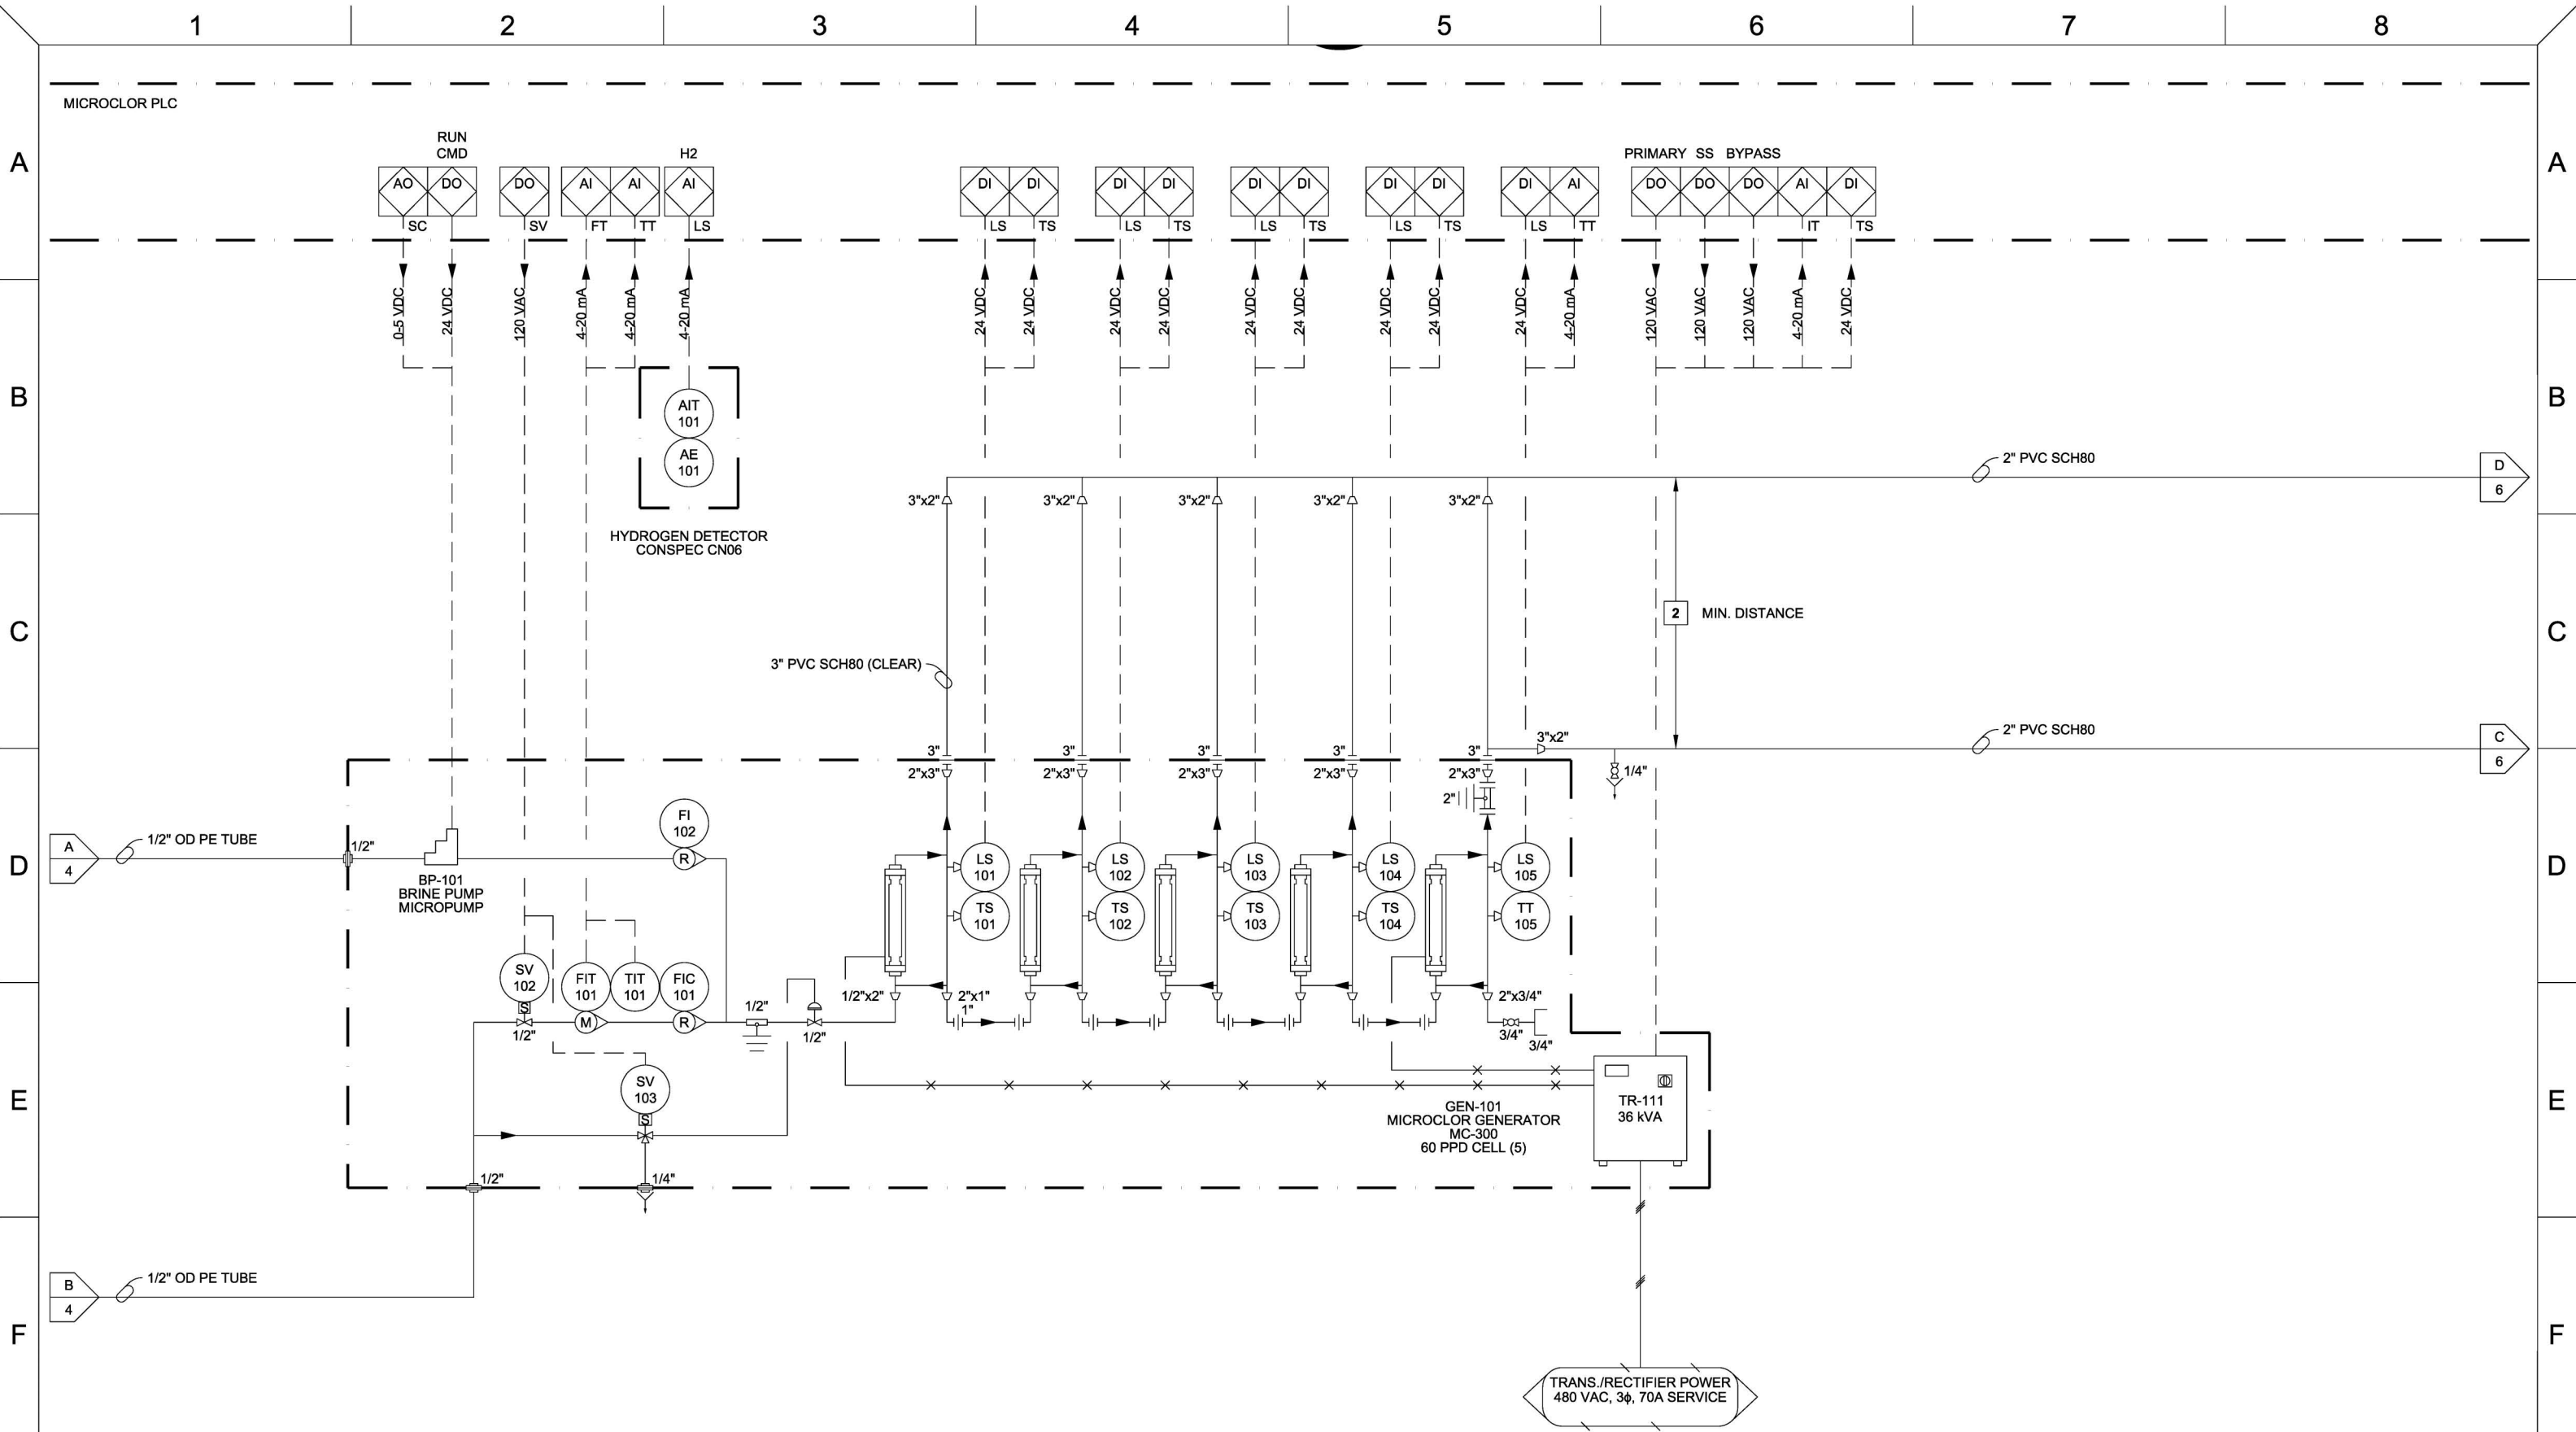 1 2 3 4 5 6 7 8
MICROCLOR PLC
RUN
CMD
H2
PRIMARY SS BYPASS
A A
AO DO DO AI AI AI DI DI DI DI DI DI DI DI DI AI DO DO DO AI DI
SC SV FT TT LS LS TS LS TS LS TS LS TS LS TT IT TS
0-5 VDC 24 VDC 120 VAC 4-20 mA 4-20 mA 4-20 mA 24 VDC 24 VDC 24 VDC 24 VDC 24 VDC 24 VDC 24 VDC 24 VDC 24 VDC 4-20 mA 120 VAC 120 VAC 120 VAC 4-20 mA 24 VDC
B B
AIT
101
AE
101
HYDROGEN DETECTOR
CONSPEC CN06
2" PVC SCH80
D
6
3"x2" 3"x2" 3"x2" 3"x2" 3"x2"
C C
2 MIN. DISTANCE
3" PVC SCH80 (CLEAR)
2" PVC SCH80
C
6
3"x2"
3" 3" 3" 3" 3"
2"x3" 2"x3" 2"x3" 2"x3" 2"x3"
1/4"
2"
D D
A
4
1/2" OD PE TUBE
1/2"
BP-101
BRINE PUMP
MICROPUMP
FI
102
R
LS
101
TS
101
LS
102
TS
102
LS
103
TS
103
LS
104
TS
104
LS
105
TT
105
SV
102
S
1/2"
FIT
101
M
TIT
101
FIC
101
R
1/2"
1/2"
1/2"x2"
2"x1"
1"
2"x3/4"
3/4"
3/4"
E E
SV
103
S
1/2"
1/4"
GEN-101
MICROCLOR GENERATOR
MC-300
60 PPD CELL (5)
TR-111
36 kVA
B
4
1/2" OD PE TUBE
F F
TRANS./RECTIFIER POWER
480 VAC, 3ϕ, 70A SERVICE